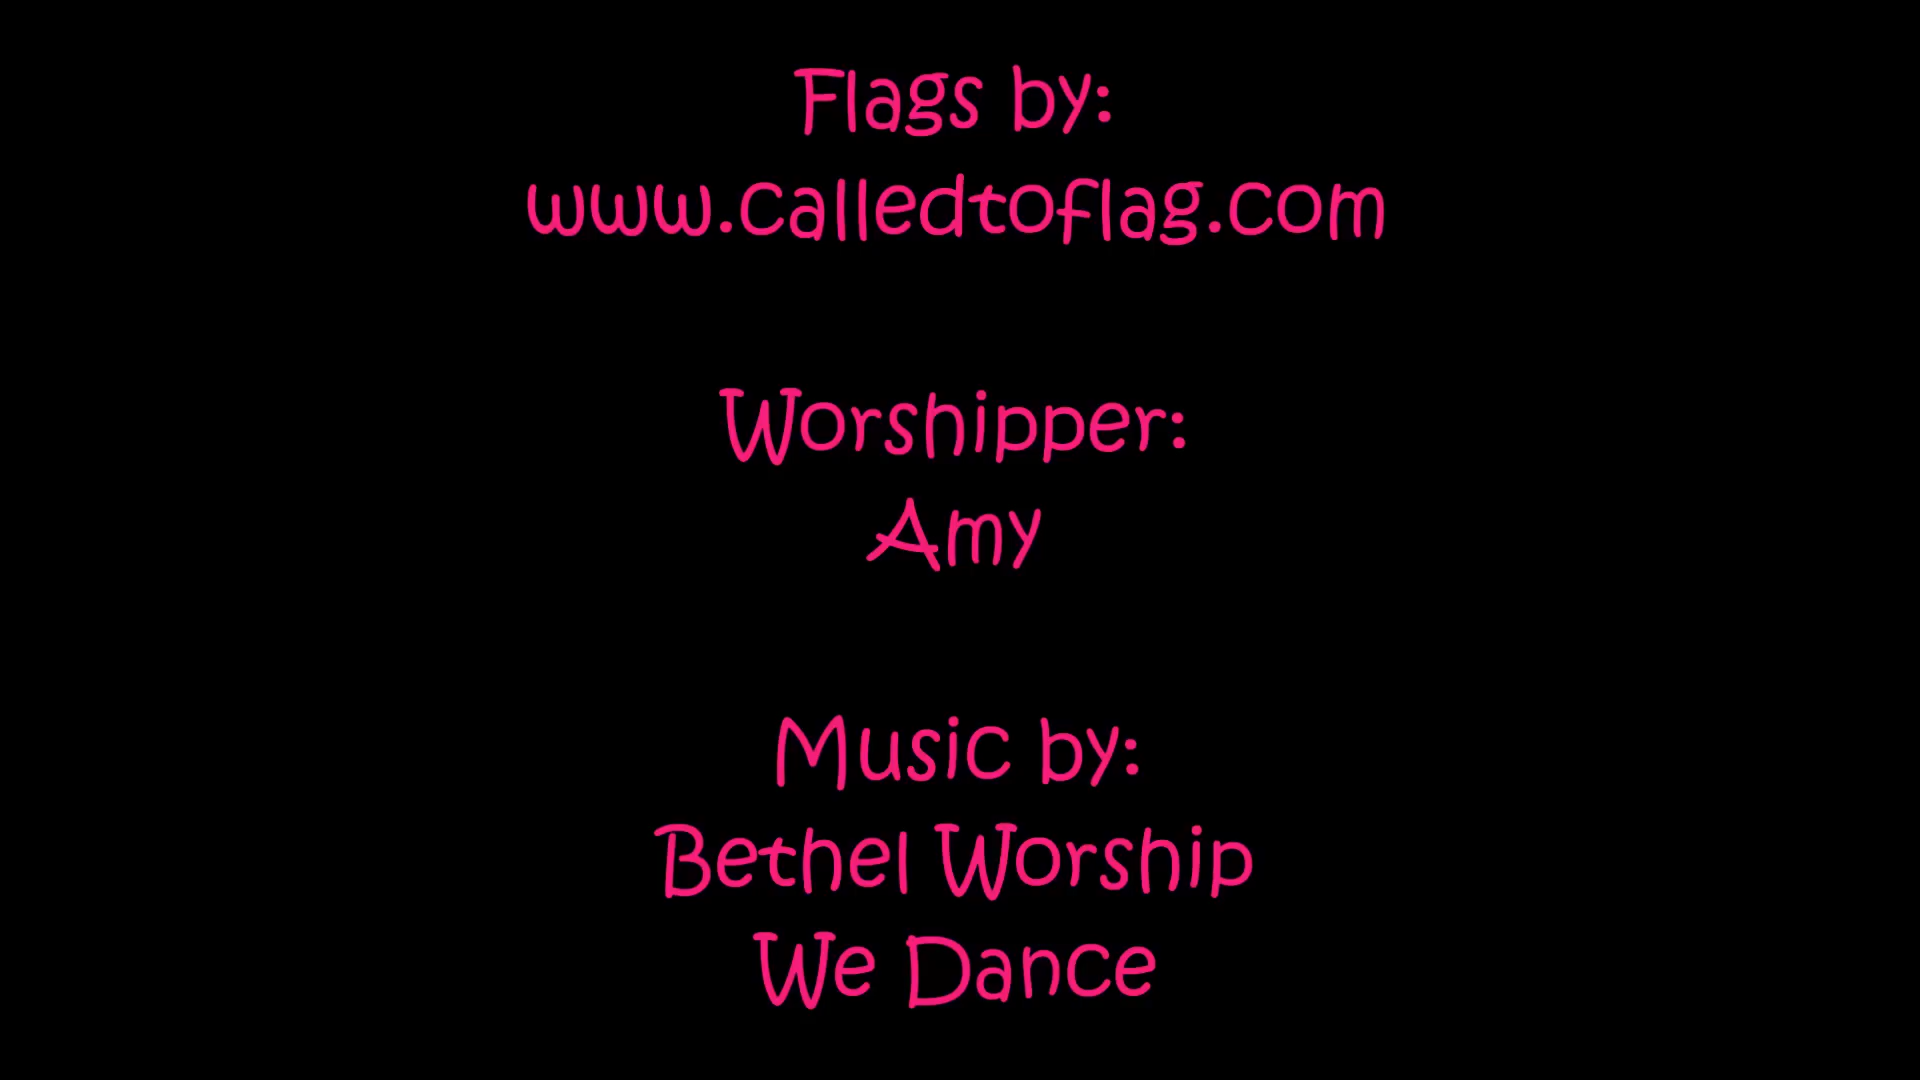 Flags by:
www.calledtoflag.com
Worshipper:
Amy
Music by:
Bethel Worship
We Dance